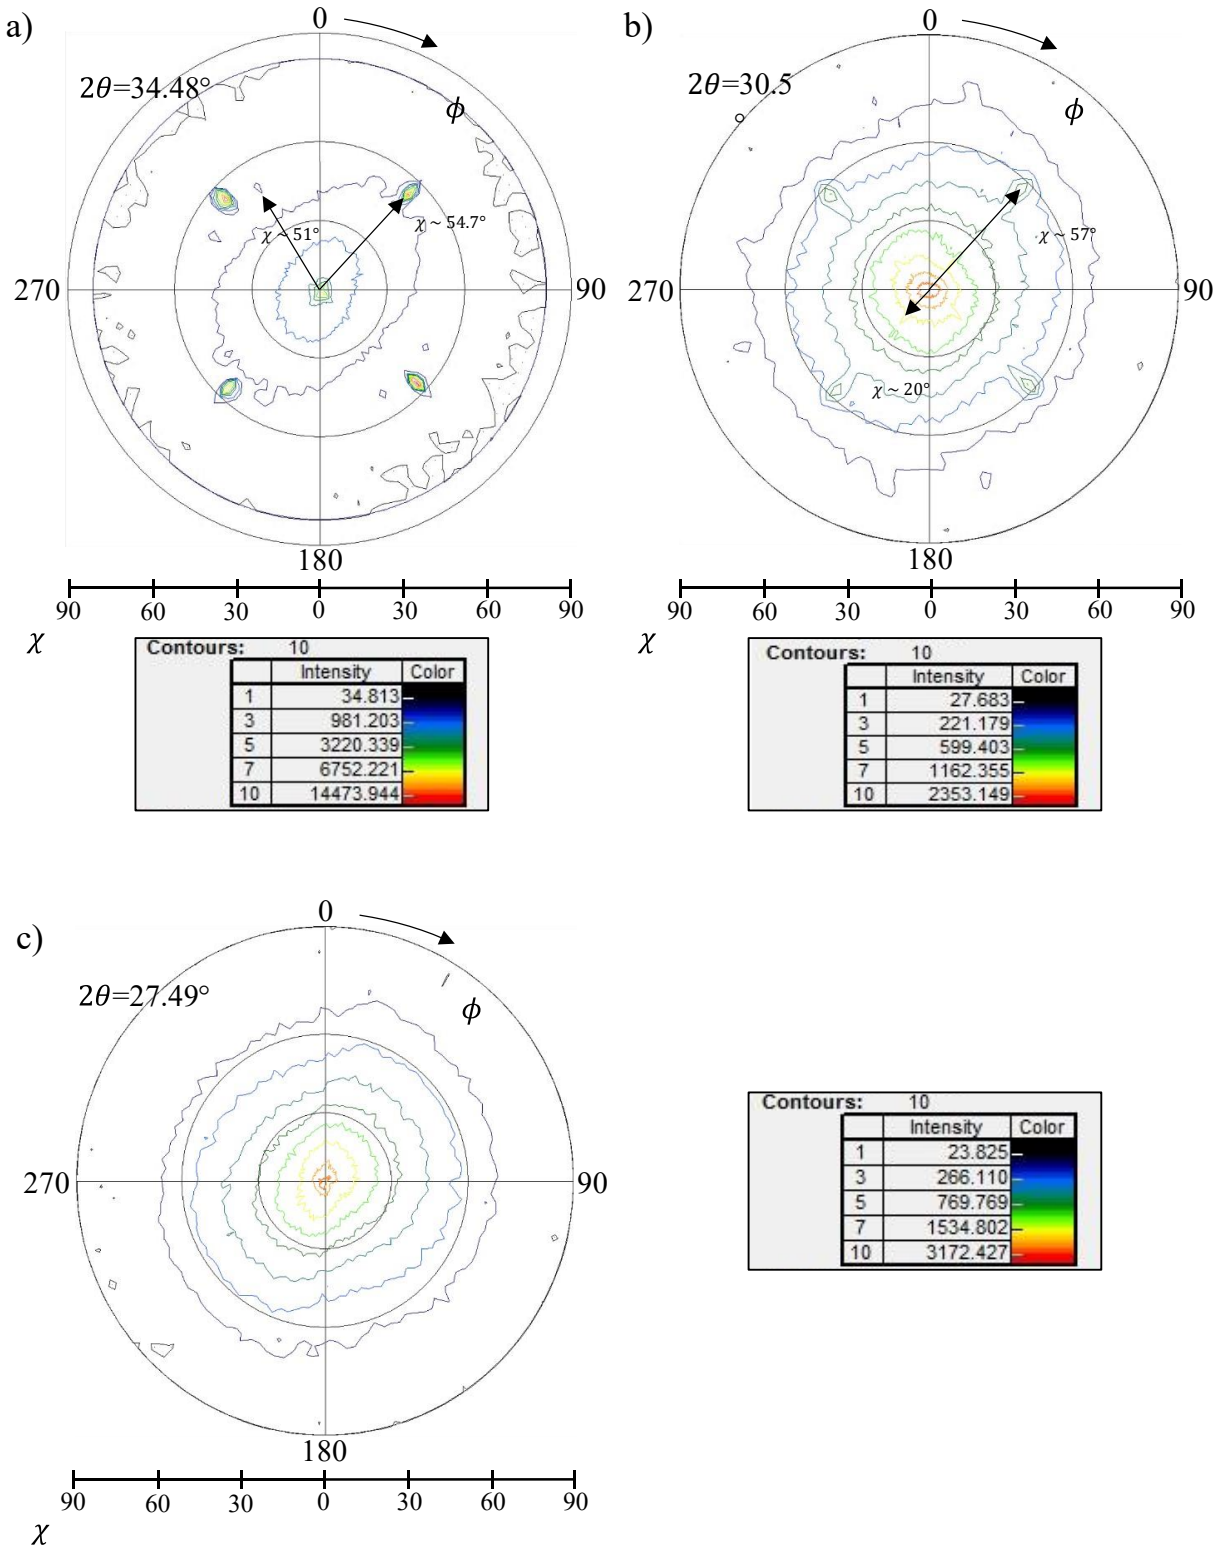 a)
0
2θ=34.48°
ϕ
χ~51°
χ~54.7°
270
90
180
90 60 30 0 30 60 90
χ
Contours: 10
Intensity Color
1 34.813
3 981.203
5 3220.339
7 6752.221
10 14473.944
b)
0
2θ=30.5
°
ϕ
χ~57°
270
90
χ~20°
180
90 60 30 0 30 60 90
χ
Contours: 10
Intensity Color
1 27.683
3 221.179
5 599.403
7 1162.355
10 2353.149
c)
0
2θ=27.49°
ϕ
270
90
180
90 60 30 0 30 60 90
χ
Contours: 10
Intensity Color
1 23.825
3 266.110
5 769.769
7 1534.802
10 3172.427